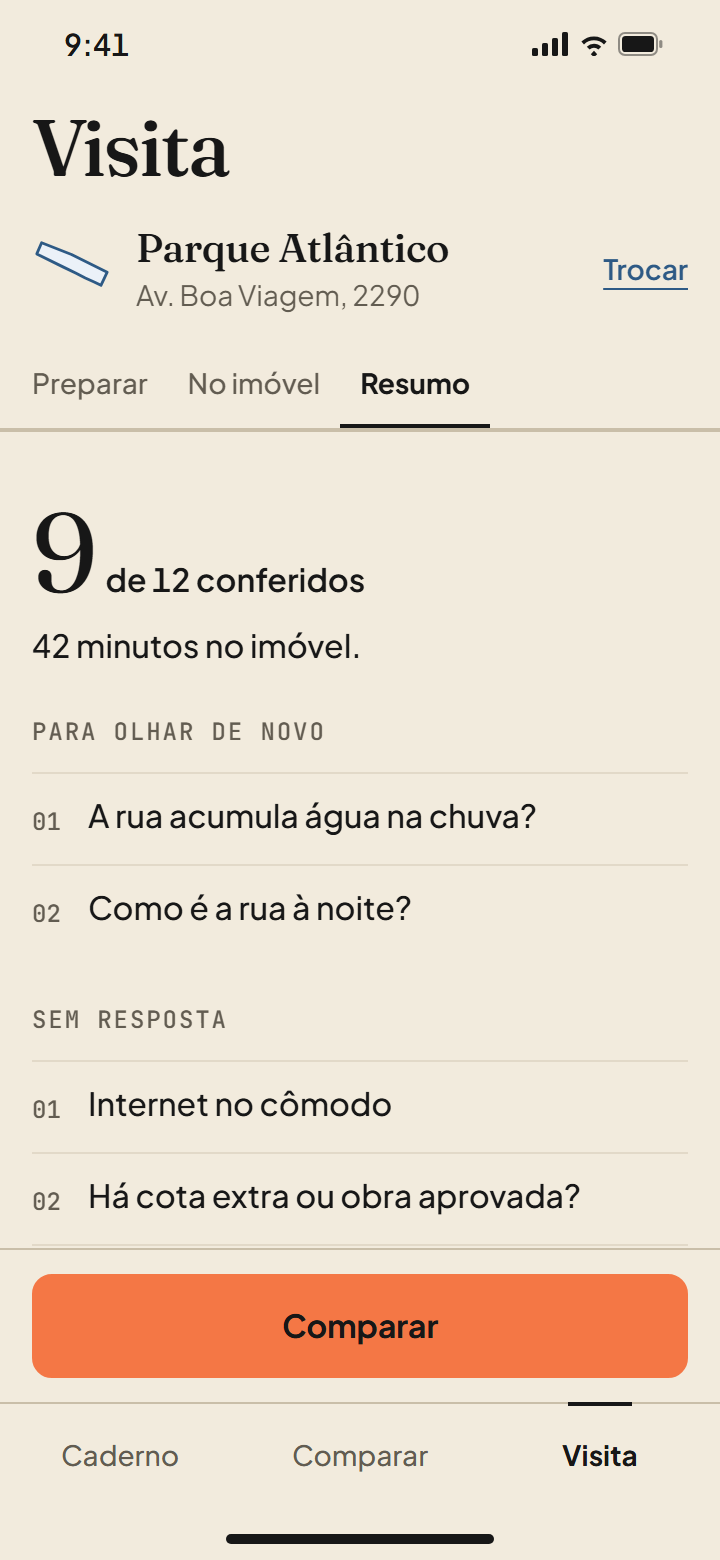 9:41
Visita
Parque Atlântico
Av. Boa Viagem, 2290
Trocar
Preparar
No imóvel
Resumo
9 de 12 conferidos
42 minutos no imóvel.
PARA OLHAR DE NOVO
01 A rua acumula água na chuva?
02 Como é a rua à noite?
SEM RESPOSTA
01 Internet no cômodo
02 Há cota extra ou obra aprovada?
Comparar
Caderno
Comparar
Visita